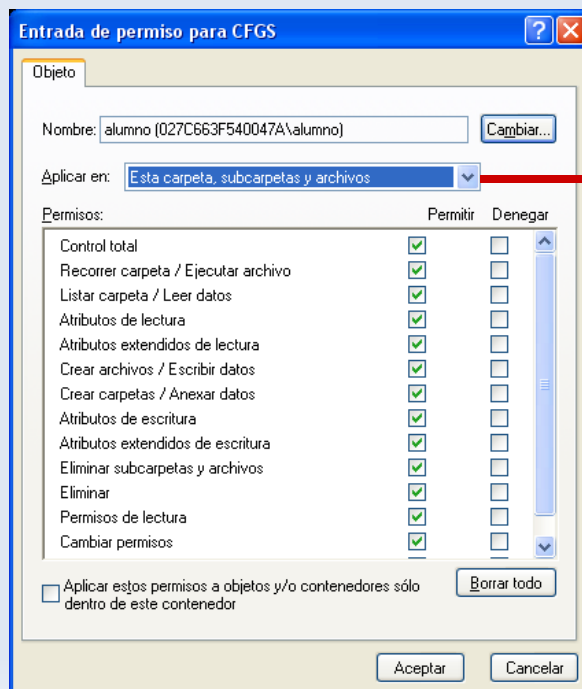 Entrada de permiso para CFGS
Objeto
Nombre: alumno (027C663F540047A\alumno) Cambiar...
Aplicar en: Esta carpeta, subcarpetas y archivos
Permisos: Permitir Denegar
Control total
Recorrer carpeta / Ejecutar archivo
Listar carpeta / Leer datos
Atributos de lectura
Atributos extendidos de lectura
Crear archivos / Escribir datos
Crear carpetas / Anexar datos
Atributos de escritura
Atributos extendidos de escritura
Eliminar subcarpetas y archivos
Eliminar
Permisos de lectura
Cambiar permisos
Aplicar estos permisos a objetos y/o contenedores sólo Borrar todo
dentro de este contenedor
Aceptar Cancelar